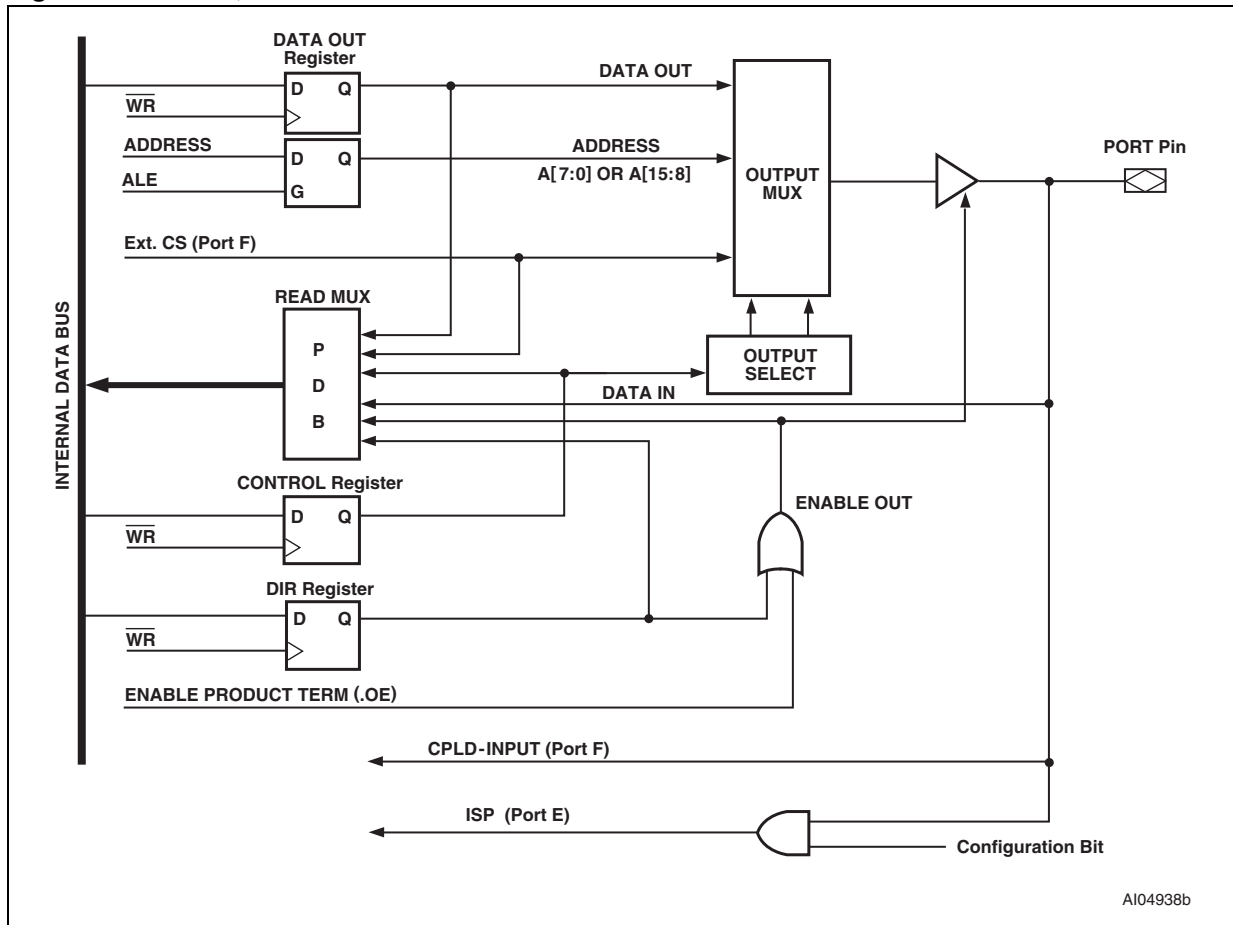 DATA OUT
Register
D Q
WR
DATA OUT
ADDRESS
ALE
D Q
G
ADDRESS
A[7:0] OR A[15:8]
OUTPUT
MUX
PORT Pin
Ext. CS (Port F)
READ MUX
P
D
B
OUTPUT
SELECT
DATA IN
INTERNAL DATA BUS
CONTROL Register
D Q
WR
ENABLE OUT
DIR Register
D Q
WR
ENABLE PRODUCT TERM (.OE)
CPLD-INPUT (Port F)
ISP (Port E)
Configuration Bit
AI04938b